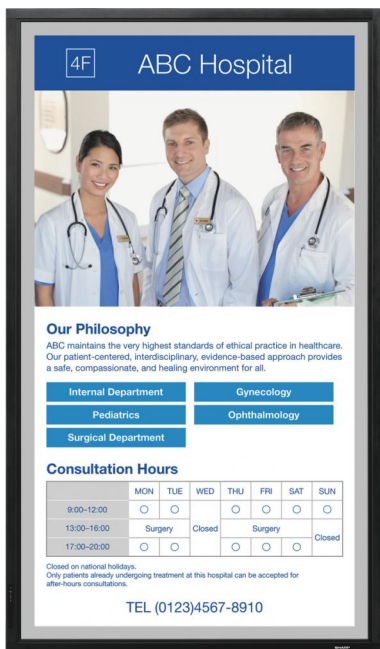 4F ABC Hospital
Our Philosophy
ABC maintains the very highest standards of ethical practice in healthcare.
Our patient-centered, interdisciplinary, evidence-based approach provides
a safe, compassionate, and healing environment for all.
Internal Department Gynecology
Pediatrics Ophthalmology
Surgical Department
Consultation Hours
MON TUE WED THU FRI SAT SUN
9:00–12:00 ○ ○ ○ ○ ○ ○
13:00–16:00 Surgery Closed Surgery
Closed
17:00–20:00 ○ ○ ○ ○ ○
Closed on national holidays.
Only patients already undergoing treatment at this hospital can be accepted for
after-hours consultations.
TEL (0123)4567-8910
SHARP